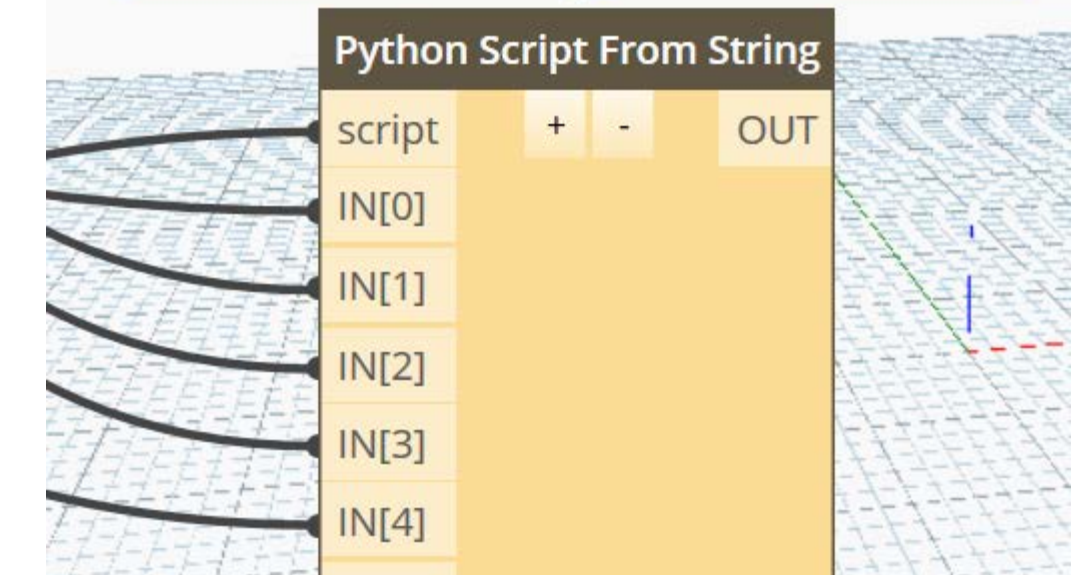 Python Script From String
script + - OUT
IN[0]
IN[1]
IN[2]
IN[3]
IN[4]